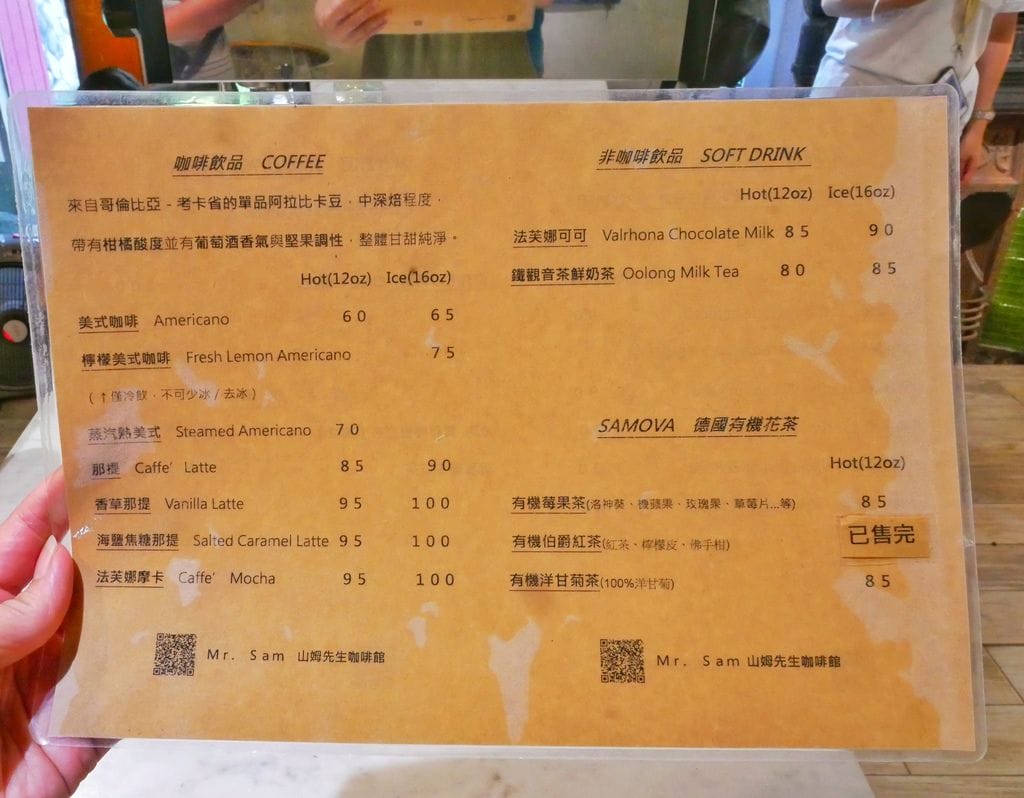 咖啡飲品 COFFEE
來自哥倫比亞 - 考卡省的單品阿拉比卡豆，中深焙程度，
帶有柑橘酸度並有葡萄酒香氣與堅果調性，整體甘甜純淨。
Hot(12oz) Ice(16oz)
美式咖啡 Americano 60 65
檸檬美式咖啡 Fresh Lemon Americano 75
(↑僅冷飲，不可少冰/去冰)
蒸汽熱美式 Steamed Americano 70
那提 Caffe' Latte 85 90
香草那提 Vanilla Latte 95 100
海鹽焦糖那提 Salted Caramel Latte 95 100
法芙娜摩卡 Caffe' Mocha 95 100
Mr. Sam 山姆先生咖啡館
非咖啡飲品 SOFT DRINK
Hot(12oz) Ice(16oz)
法芙娜可可 Valrhona Chocolate Milk 85 90
鐵觀音茶鮮奶茶 Oolong Milk Tea 80 85
SAMOVA 德國有機花茶
Hot(12oz)
有機莓果茶(洛神葵、機蘋果、玫瑰果、草莓片...等) 85
有機伯爵紅茶(紅茶、檸檬皮、佛手柑) 已售完
有機洋甘菊茶(100%洋甘菊) 85
Mr. Sam 山姆先生咖啡館